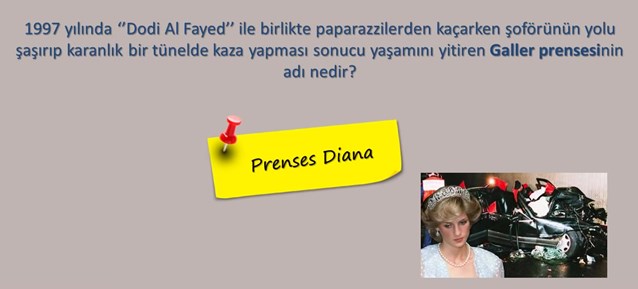 1997 yılında ‘’Dodi Al Fayed’’ ile birlikte paparazzilerden kaçarken şoförünün yolu
şaşırıp karanlık bir tünelde kaza yapması sonucu yaşamını yitiren Galler prensesinin
adı nedir?
Prenses Diana